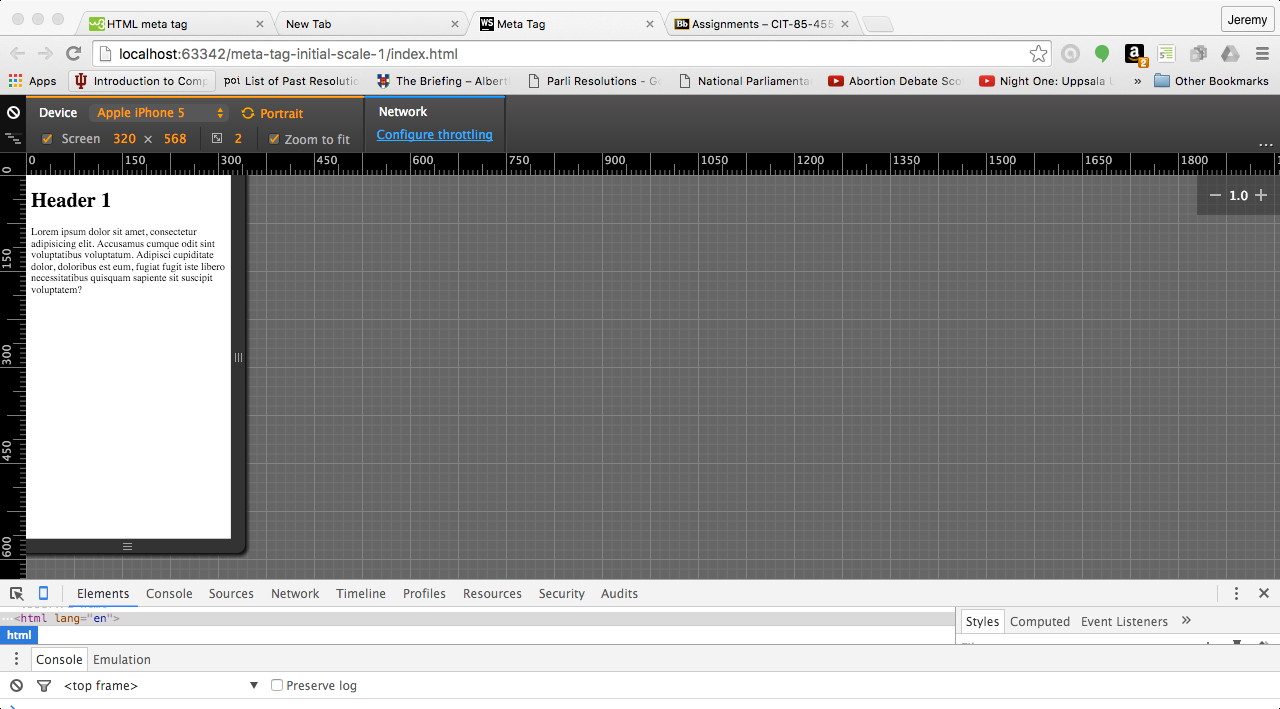 HTML meta tag
New Tab
Meta Tag
Assignments – CIT-85-455
Jeremy
localhost:63342/meta-tag-initial-scale-1/index.html
Apps
Introduction to Comp
List of Past Resolutio
The Briefing – Albert
Parli Resolutions - Go
National Parliamenta
Abortion Debate Sco
Night One: Uppsala
»
Other Bookmarks
Device
Apple iPhone 5
Portrait
Network
Screen 320 × 568
2
Zoom to fit
Configure throttling
0 150 300 450 600 750 900 1050 1200 1350 1500 1650 1800
0
150
300
450
600
1.0
Header 1
Lorem ipsum dolor sit amet, consectetur
adipisicing elit. Accusamus cumque odit sint
voluptatibus voluptatum. Adipisci cupiditate
dolor, doloribus est eum, fugiat fugit iste libero
necessitatibus quisquam sapiente sit suscipit
voluptatem?
Elements Console Sources Network Timeline Profiles Resources Security Audits
…<html lang="en">
html
Styles Computed Event Listeners »
Console Emulation
<top frame>
Preserve log